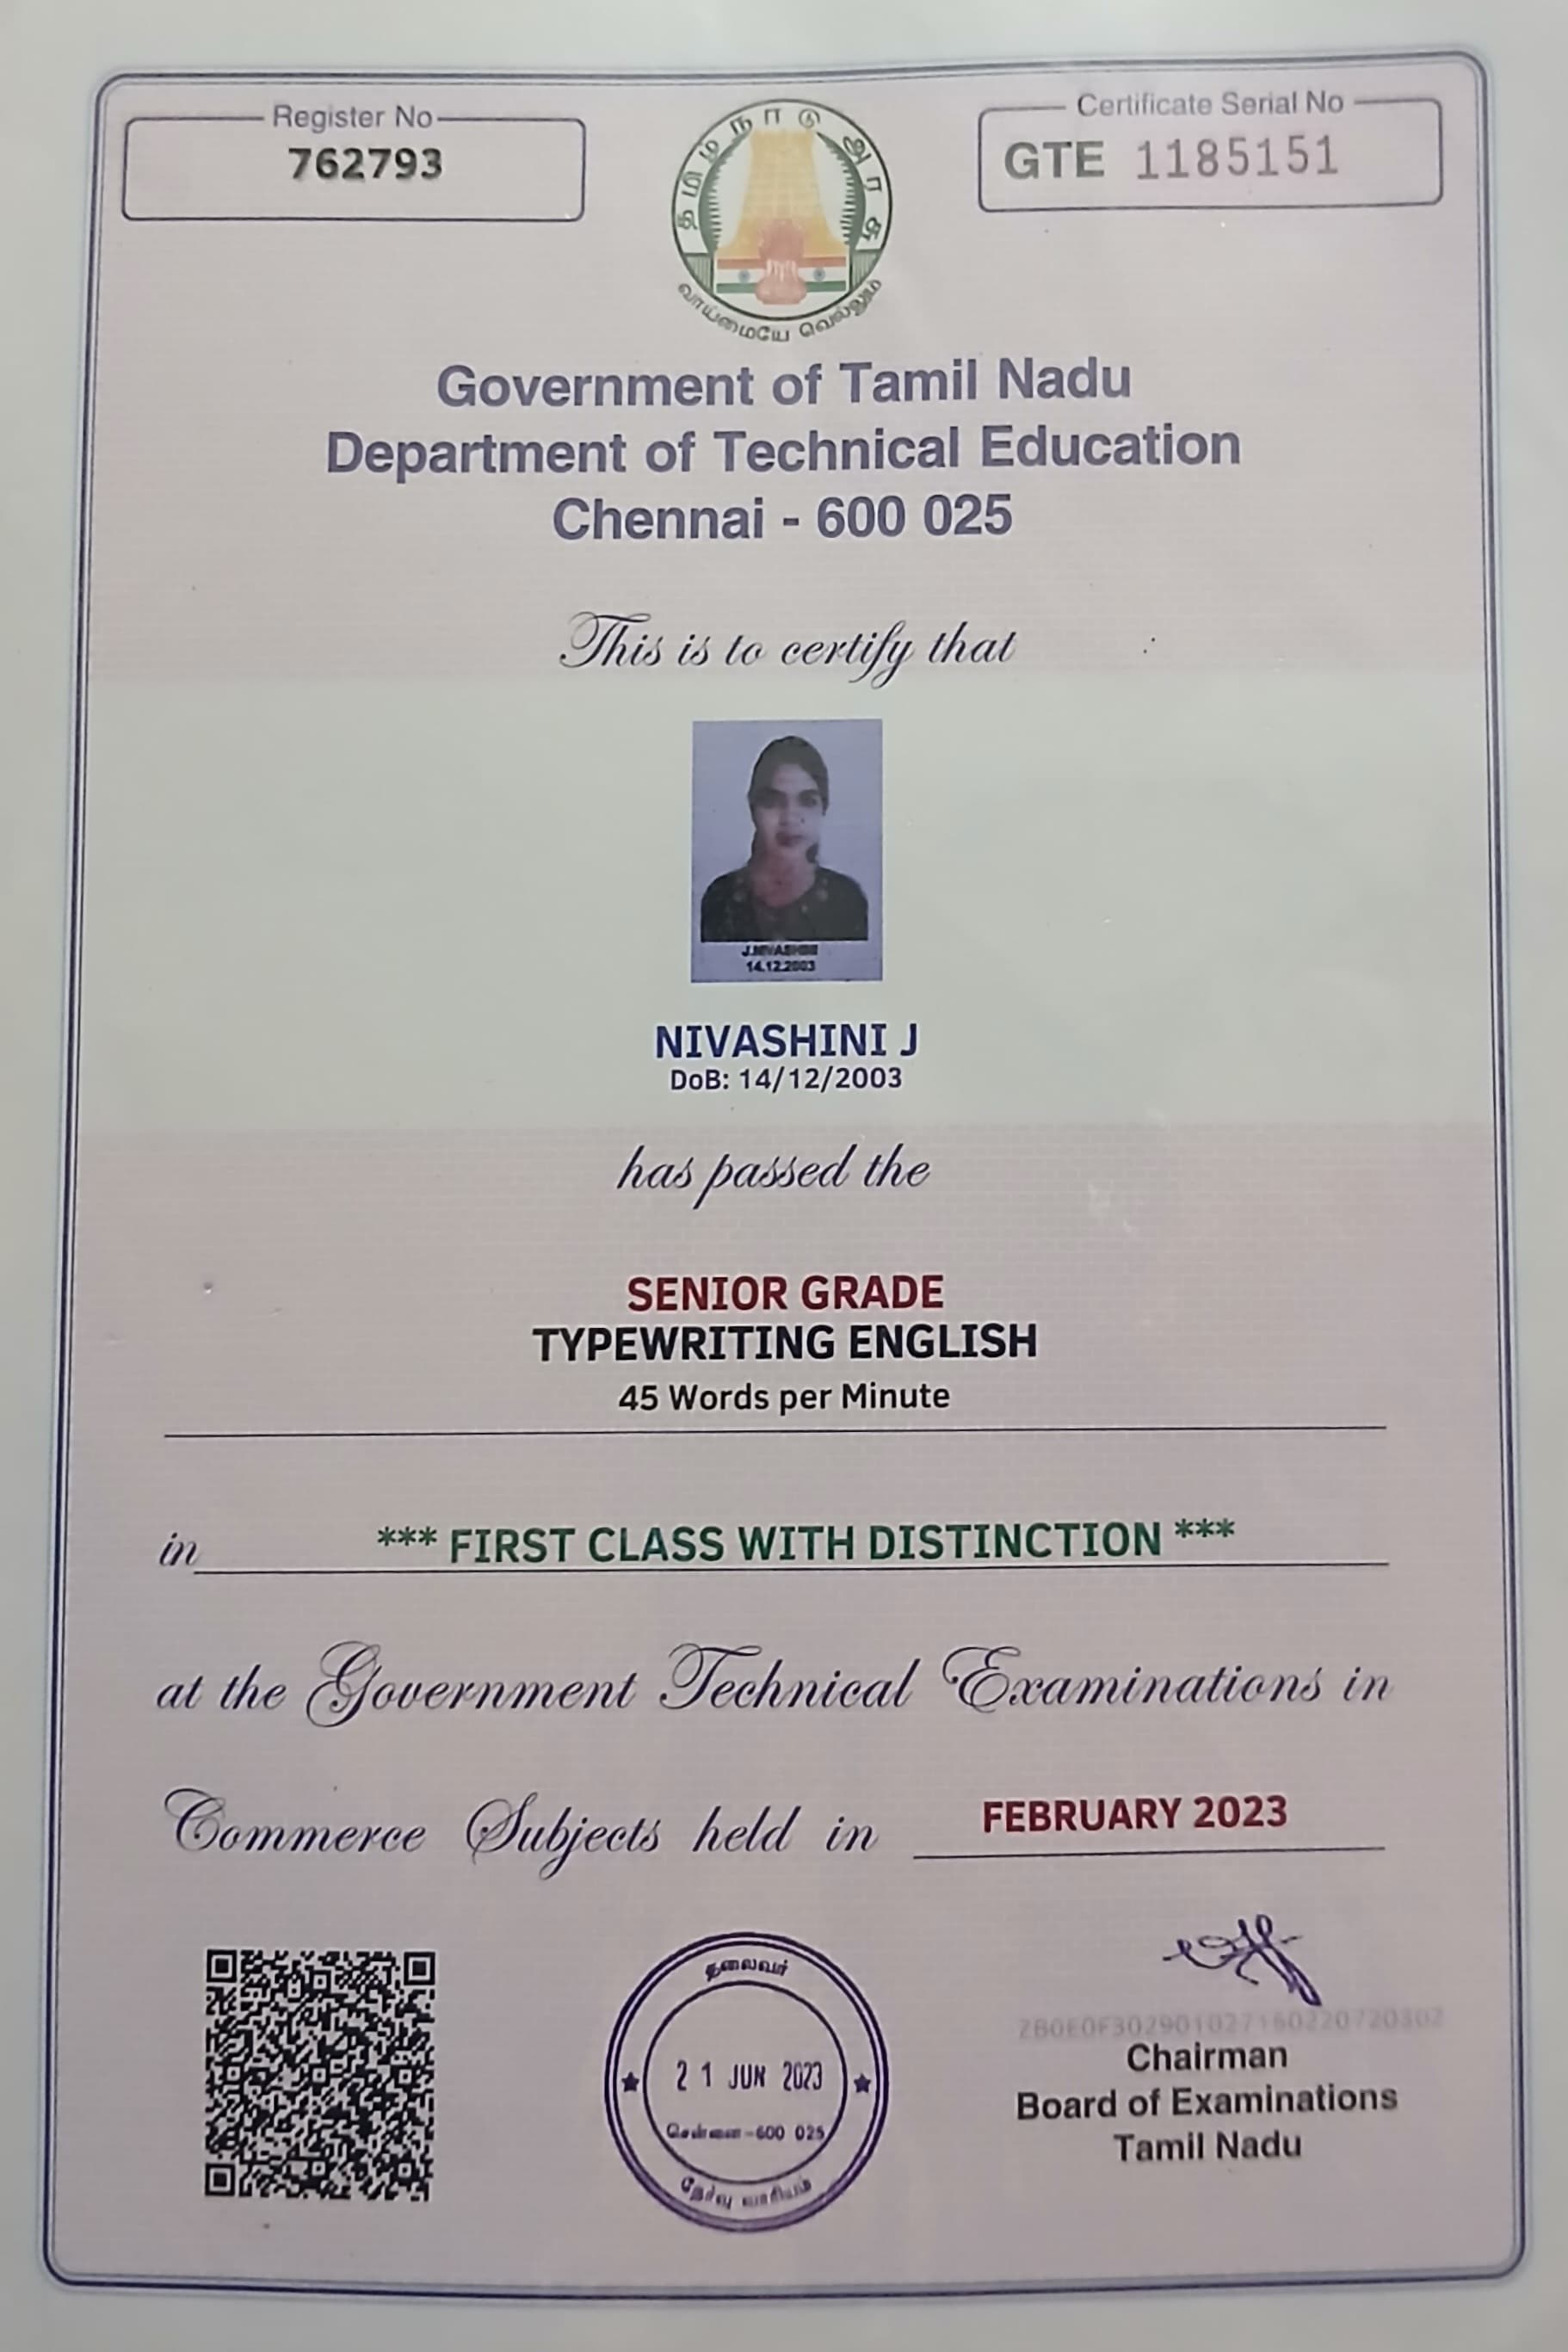 Register No
762793
தமிழ்நாடு அரசு
வாய்மையே வெல்லும்
Certificate Serial No
GTE 1185151
Government of Tamil Nadu
Department of Technical Education
Chennai - 600 025
This is to certify that
J.NIVASHINI
14.12.2003
NIVASHINI J
DoB: 14/12/2003
has passed the
SENIOR GRADE
TYPEWRITING ENGLISH
45 Words per Minute
in *** FIRST CLASS WITH DISTINCTION ***
at the Government Technical Examinations in
Commerce Subjects held in FEBRUARY 2023
தலைவர்
21 JUN 2023
சென்னை-600 025
தேர்வு வாரியம்
Chairman
Board of Examinations
Tamil Nadu